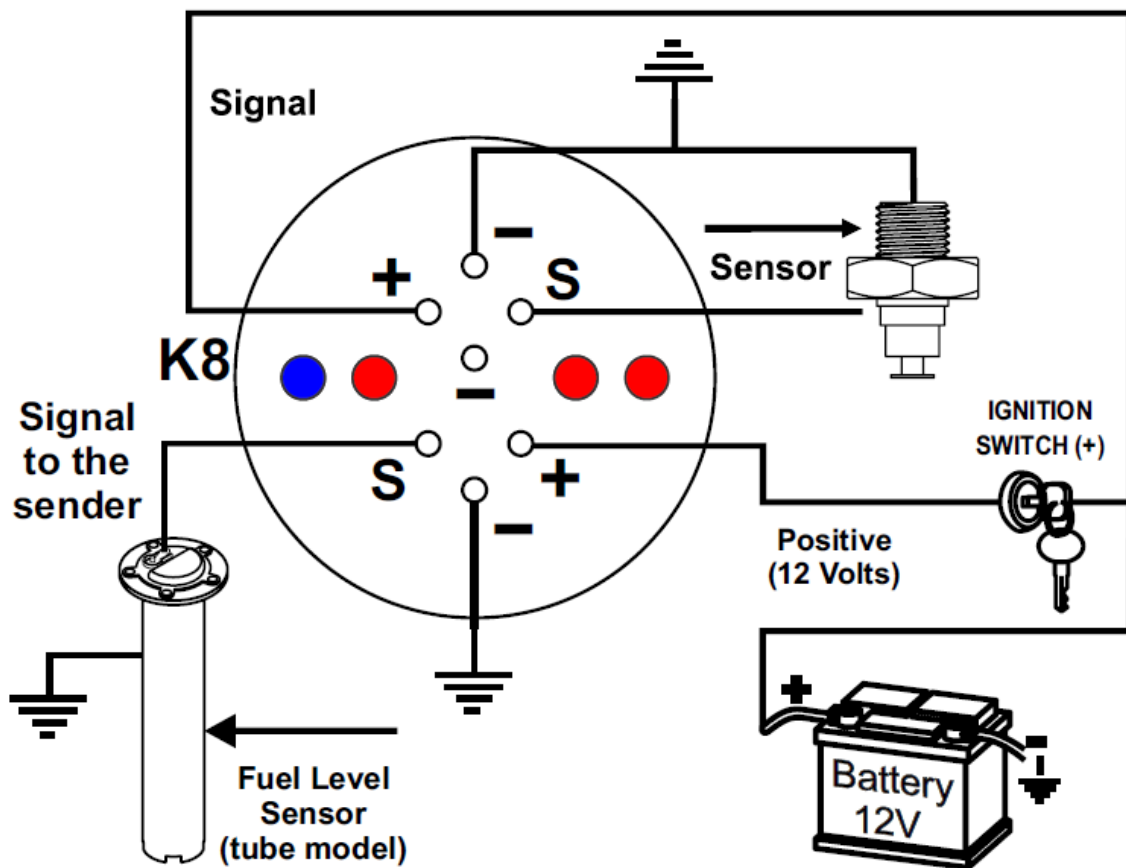 Signal
−
+
S
Sensor
K8
−
Signal
to the
sender
S
+
−
IGNITION
SWITCH (+)
Positive
(12 Volts)
+
-
Battery
12V
Fuel Level
Sensor
(tube model)